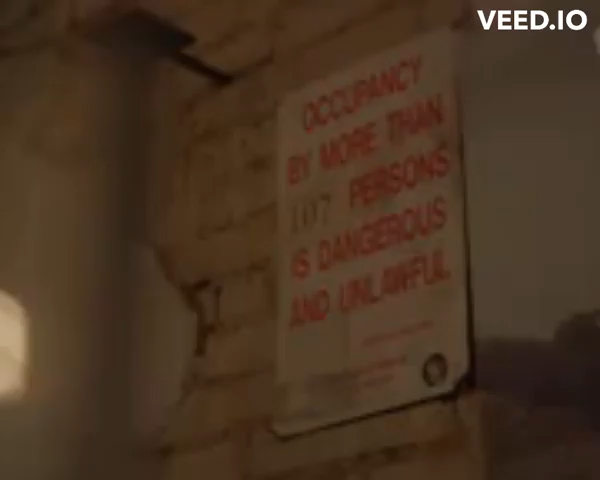 VEED.IO
OCCUPANCY
BY MORE THAN
107 PERSONS
IS DANGEROUS
AND UNLAWFUL